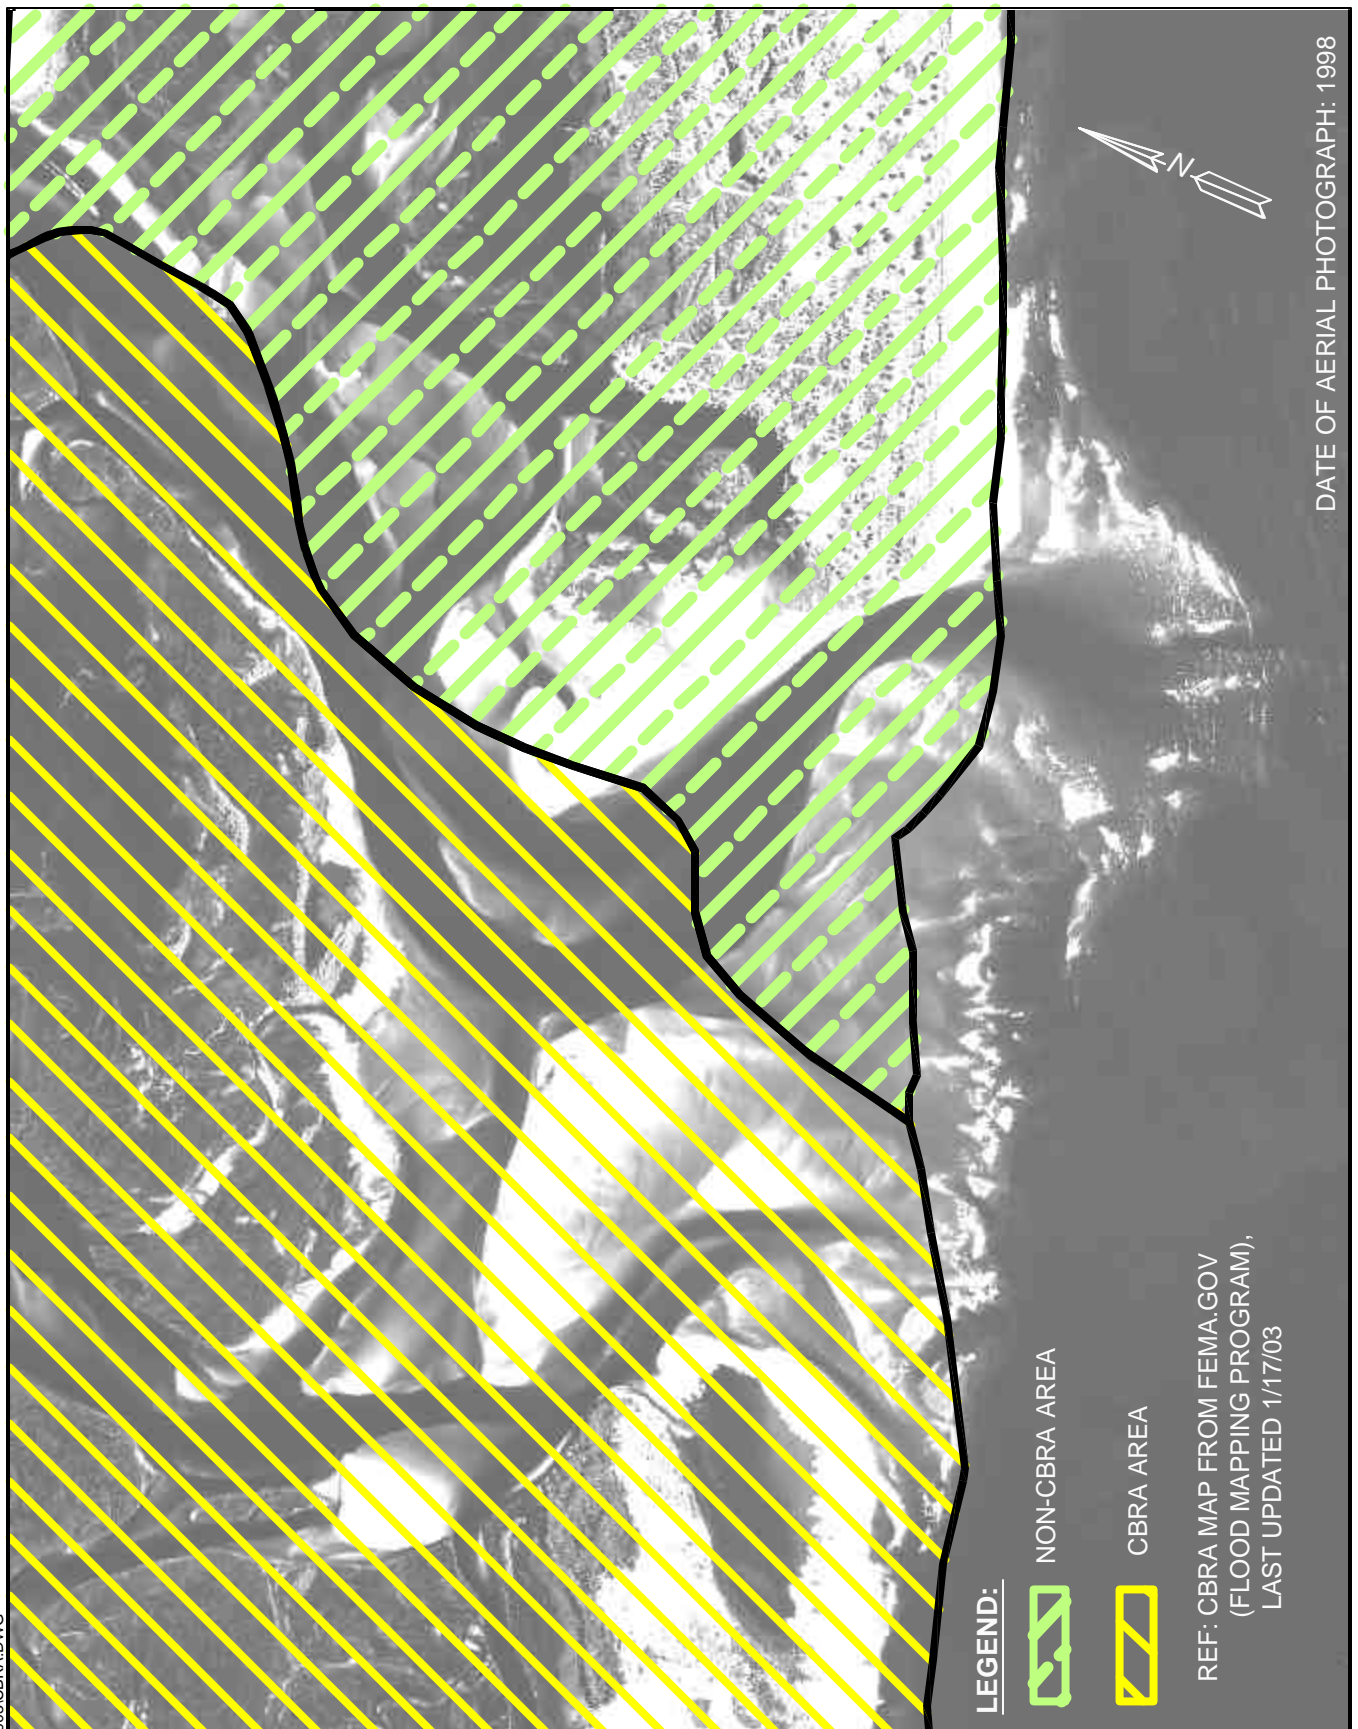 DATE OF AERIAL PHOTOGRAPH: 1998
N
LEGEND:
NON-CBRA AREA
CBRA AREA
REF: CBRA MAP FROM FEMA.GOV
(FLOOD MAPPING PROGRAM),
LAST UPDATED 1/17/03